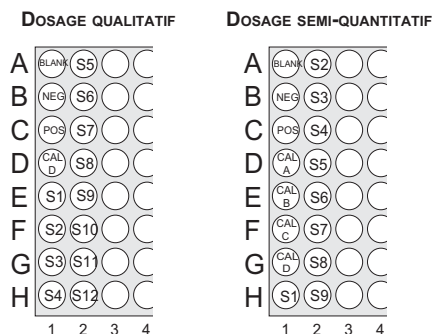 DOSAGE QUALITATIF
A BLANK S5
B NEG S6
C POS S7
D CAL D S8
E S1 S9
F S2 S10
G S3 S11
H S4 S12
1 2 3 4
DOSAGE SEMI-QUANTITATIF
A BLANK S2
B NEG S3
C POS S4
D CAL A S5
E CAL B S6
F CAL C S7
G CAL D S8
H S1 S9
1 2 3 4